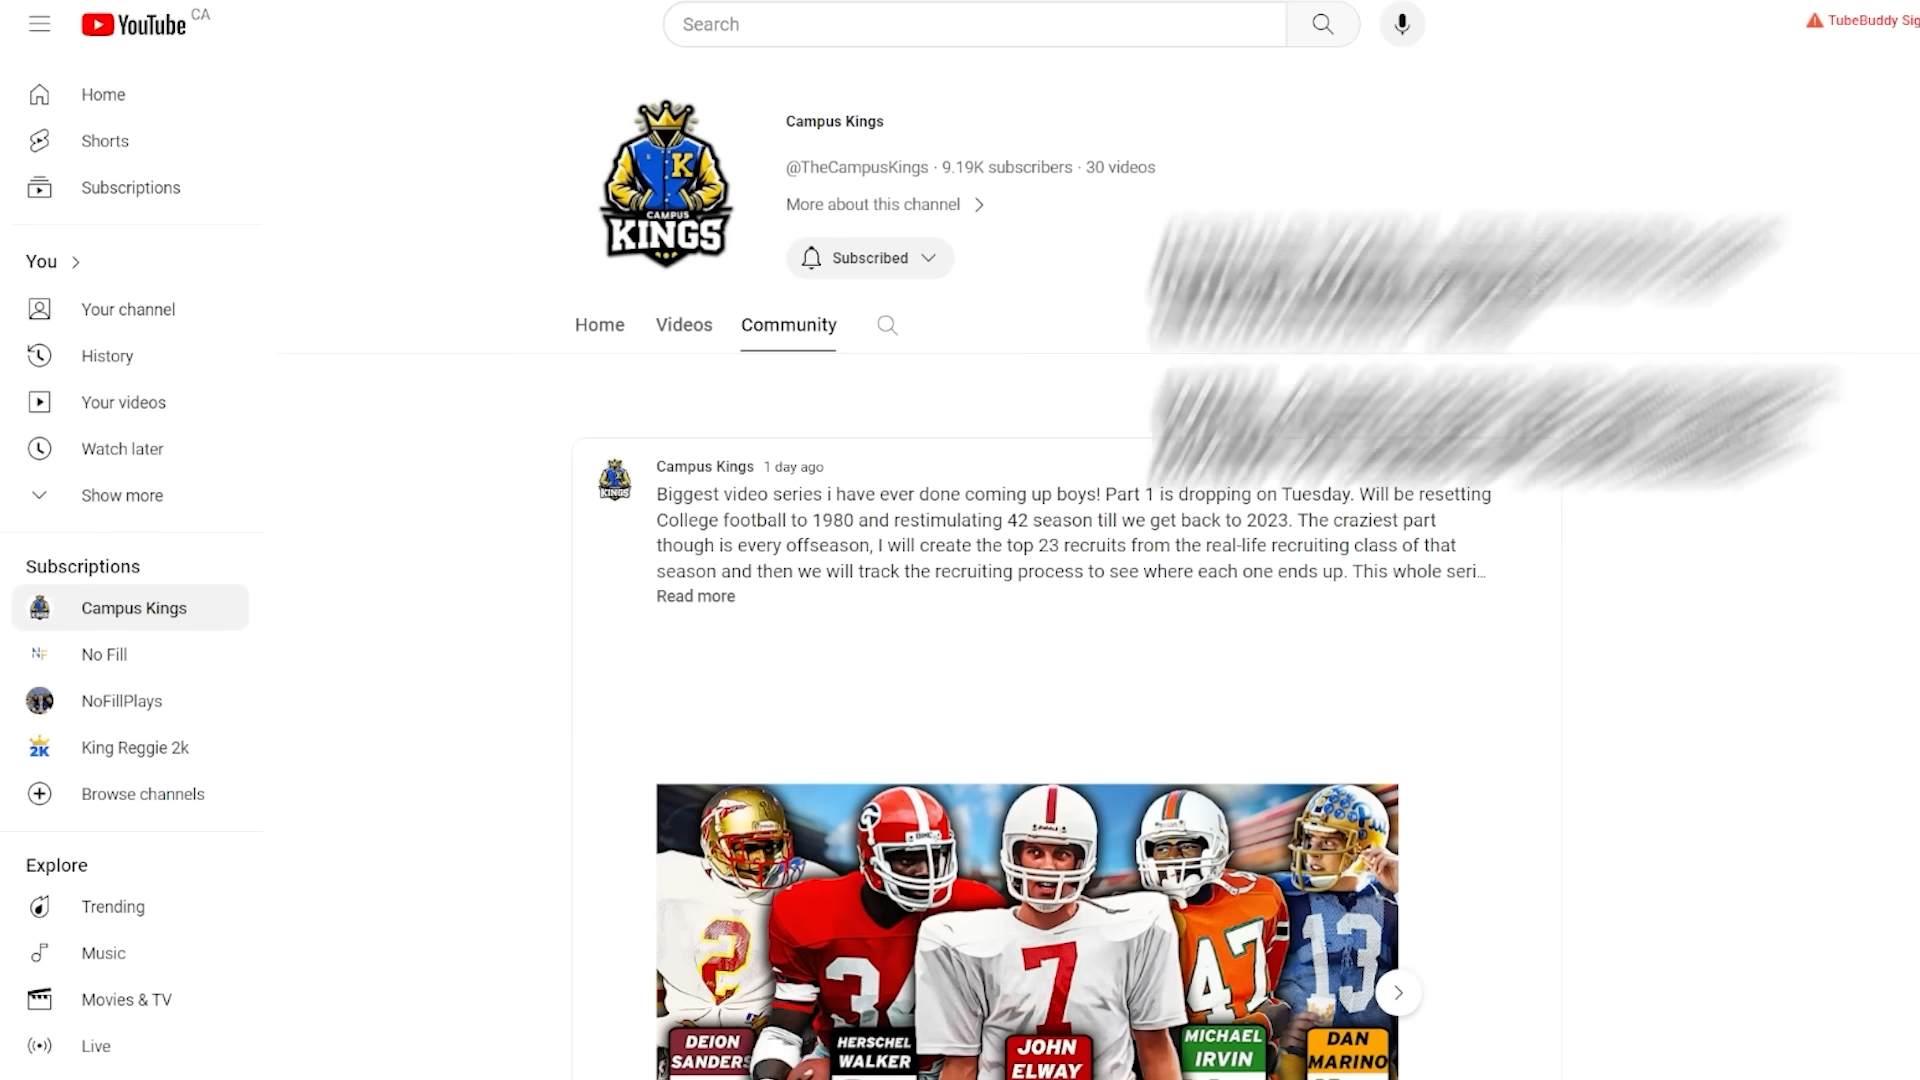 YouTube CA
Search
TubeBuddy Sig
Home
Shorts
Subscriptions
You
Your channel
History
Your videos
Watch later
Show more
Subscriptions
Campus Kings
No Fill
NoFillPlays
King Reggie 2k
Browse channels
Explore
Trending
Music
Movies & TV
Live
K
CAMPUS
KINGS
Campus Kings
@TheCampusKings · 9.19K subscribers · 30 videos
More about this channel
Subscribed
Home Videos Community
KINGS
Campus Kings 1 day ago
Biggest video series i have ever done coming up boys! Part 1 is dropping on Tuesday. Will be resetting
College football to 1980 and restimulating 42 season till we get back to 2023. The craziest part
though is every offseason, I will create the top 23 recruits from the real-life recruiting class of that
season and then we will track the recruiting process to see where each one ends up. This whole seri…
Read more
2 34 7 47 13
DEION
SANDERS
HERSCHEL
WALKER
JOHN
ELWAY
MICHAEL
IRVIN
DAN
MARINO